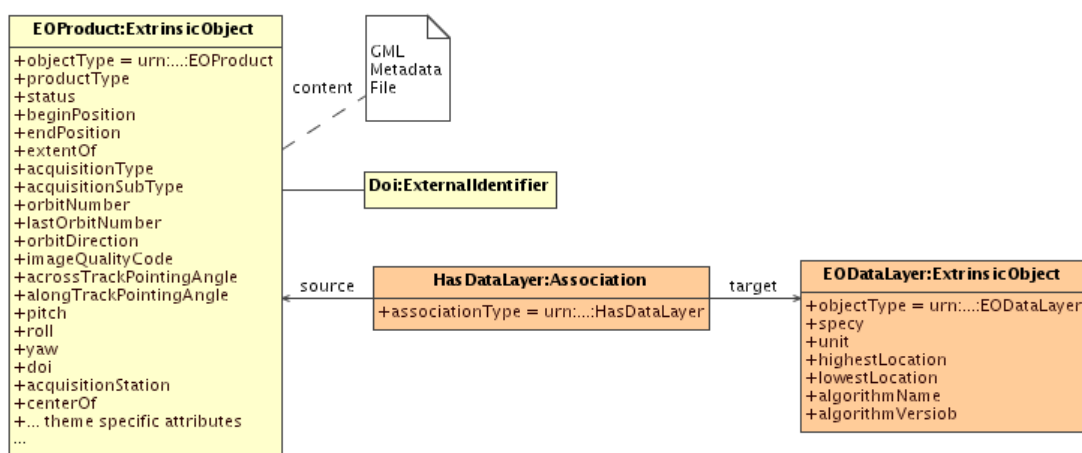 EOProduct:ExtrinsicObject
+objectType = urn:...:EOProduct
+productType
+status
+beginPosition
+endPosition
+extentOf
+acquisitionType
+acquisitionSubType
+orbitNumber
+lastOrbitNumber
+orbitDirection
+imageQualityCode
+acrossTrackPointingAngle
+alongTrackPointingAngle
+pitch
+roll
+yaw
+doi
+acquisitionStation
+centerOf
+... theme specific attributes
...
content
GML
Metadata
File
Doi:ExternalIdentifier
source
HasDataLayer:Association
+associationType = urn:...:HasDataLayer
target
EODataLayer:ExtrinsicObject
+objectType = urn:...:EODataLayer
+specy
+unit
+highestLocation
+lowestLocation
+algorithmName
+algorithmVersiob